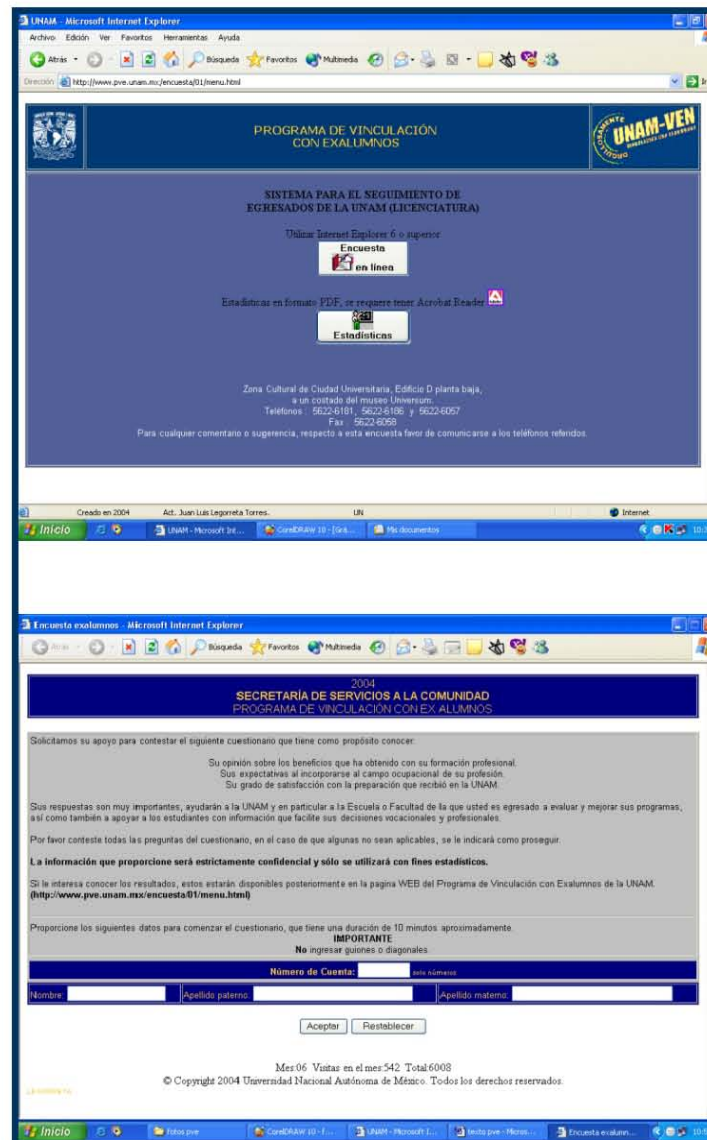 UNAM - Microsoft Internet Explorer
Archivo Edición Ver Favoritos Herramientas Ayuda
Atrás Búsqueda Favoritos Multimedia
Dirección http://www.pve.unam.mx/encuesta/01/menu.html
PROGRAMA DE VINCULACIÓN
CON EXALUMNOS
UNAM-VEN
SISTEMA PARA EL SEGUIMIENTO DE
EGRESADOS DE LA UNAM (LICENCIATURA)
Utilizar Internet Explorer 6 o superior
Encuesta
en línea
Estadísticas en formato PDF, se requiere tener Acrobat Reader
Estadísticas
Zona Cultural de Ciudad Universitaria, Edificio D planta baja,
a un costado del museo Universum.
Teléfonos : 5622-6181, 5622-6186 y 5622-6057
Fax : 5622-6058
Para cualquier comentario o sugerencia, respecto a esta encuesta favor de comunicarse a los teléfonos referidos.
Creado en 2004 Act. Juan Luis Legorreta Torres. UN Internet
Inicio UNAM - Microsoft Int... CorelDRAW 10 - [Grá... Mis documentos
Encuesta exalumnos - Microsoft Internet Explorer
Atrás Búsqueda Favoritos Multimedia
2004
SECRETARÍA DE SERVICIOS A LA COMUNIDAD
PROGRAMA DE VINCULACIÓN CON EX ALUMNOS
Solicitamos su apoyo para contestar el siguiente cuestionario que tiene como propósito conocer:
Su opinión sobre los beneficios que ha obtenido con su formación profesional.
Sus expectativas al incorporarse al campo ocupacional de su profesión.
Su grado de satisfacción con la preparación que recibió en la UNAM.
Sus respuestas son muy importantes, ayudarán a la UNAM y en particular a la Escuela o Facultad de la que usted es egresado a evaluar y mejorar sus programas,
así como también a apoyar a los estudiantes con información que facilite sus decisiones vocacionales y profesionales.
Por favor conteste todas las preguntas del cuestionario, en el caso de que algunas no sean aplicables, se le indicará como proseguir.
La información que proporcione será estrictamente confidencial y sólo se utilizará con fines estadísticos.
Si le interesa conocer los resultados, estos estarán disponibles posteriormente en la pagina WEB del Programa de Vinculación con Exalumnos de la UNAM.
(http://www.pve.unam.mx/encuesta/01/menu.html)
Proporcione los siguientes datos para comenzar el cuestionario, que tiene una duración de 10 minutos aproximadamente.
IMPORTANTE
No ingresar guiones o diagonales
Número de Cuenta: solo números
Nombre: Apellido paterno: Apellido materno:
Aceptar Restablecer
Mes:06 Visitas en el mes:542 Total:6008
© Copyright 2004 Universidad Nacional Autónoma de México. Todos los derechos reservados.
Inicio fotos pve CorelDRAW 10 - [... UNAM - Microsoft I... texto pve - Micros... Encuesta exalumn...